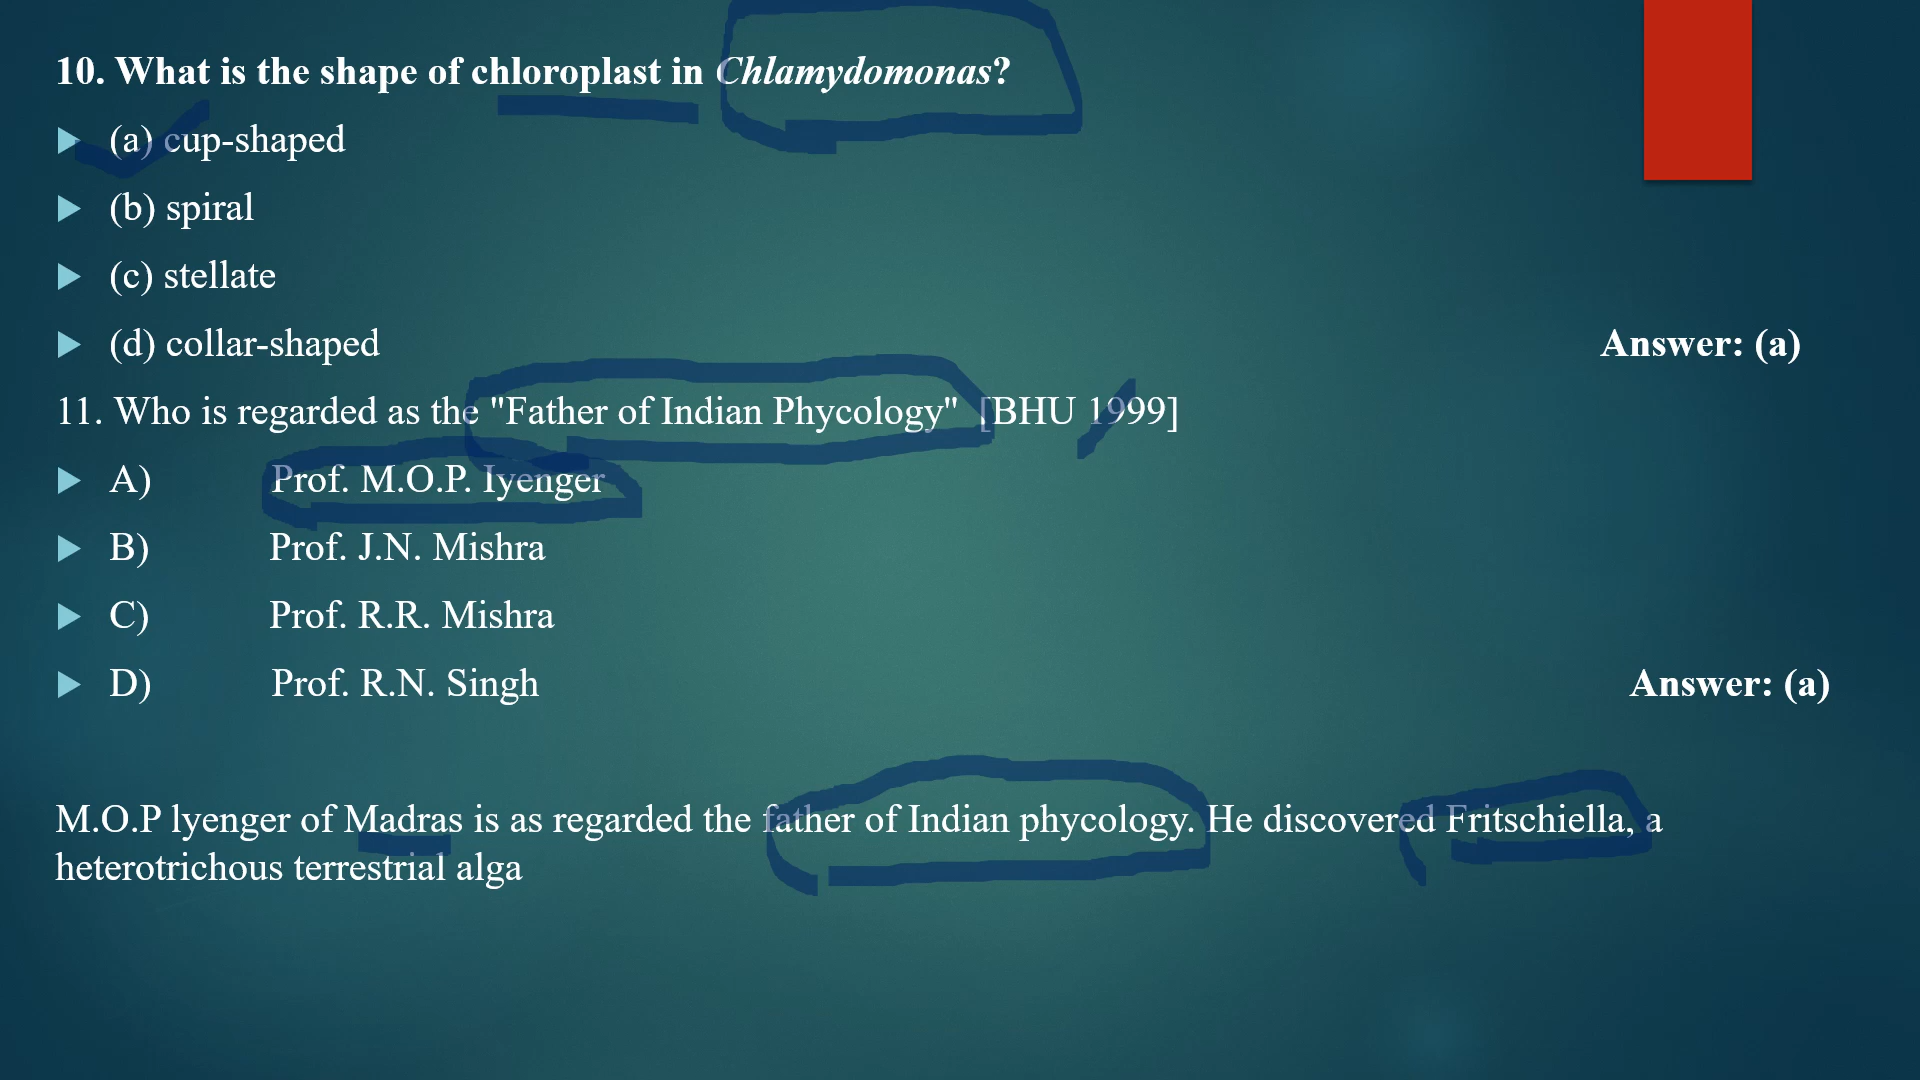 10. What is the shape of chloroplast in Chlamydomonas?
(a) cup-shaped
(b) spiral
(c) stellate
(d) collar-shaped Answer: (a)
11. Who is regarded as the "Father of Indian Phycology" [BHU 1999]
A) Prof. M.O.P. Iyenger
B) Prof. J.N. Mishra
C) Prof. R.R. Mishra
D) Prof. R.N. Singh Answer: (a)
M.O.P lyenger of Madras is as regarded the father of Indian phycology. He discovered Fritschiella, a
heterotrichous terrestrial alga